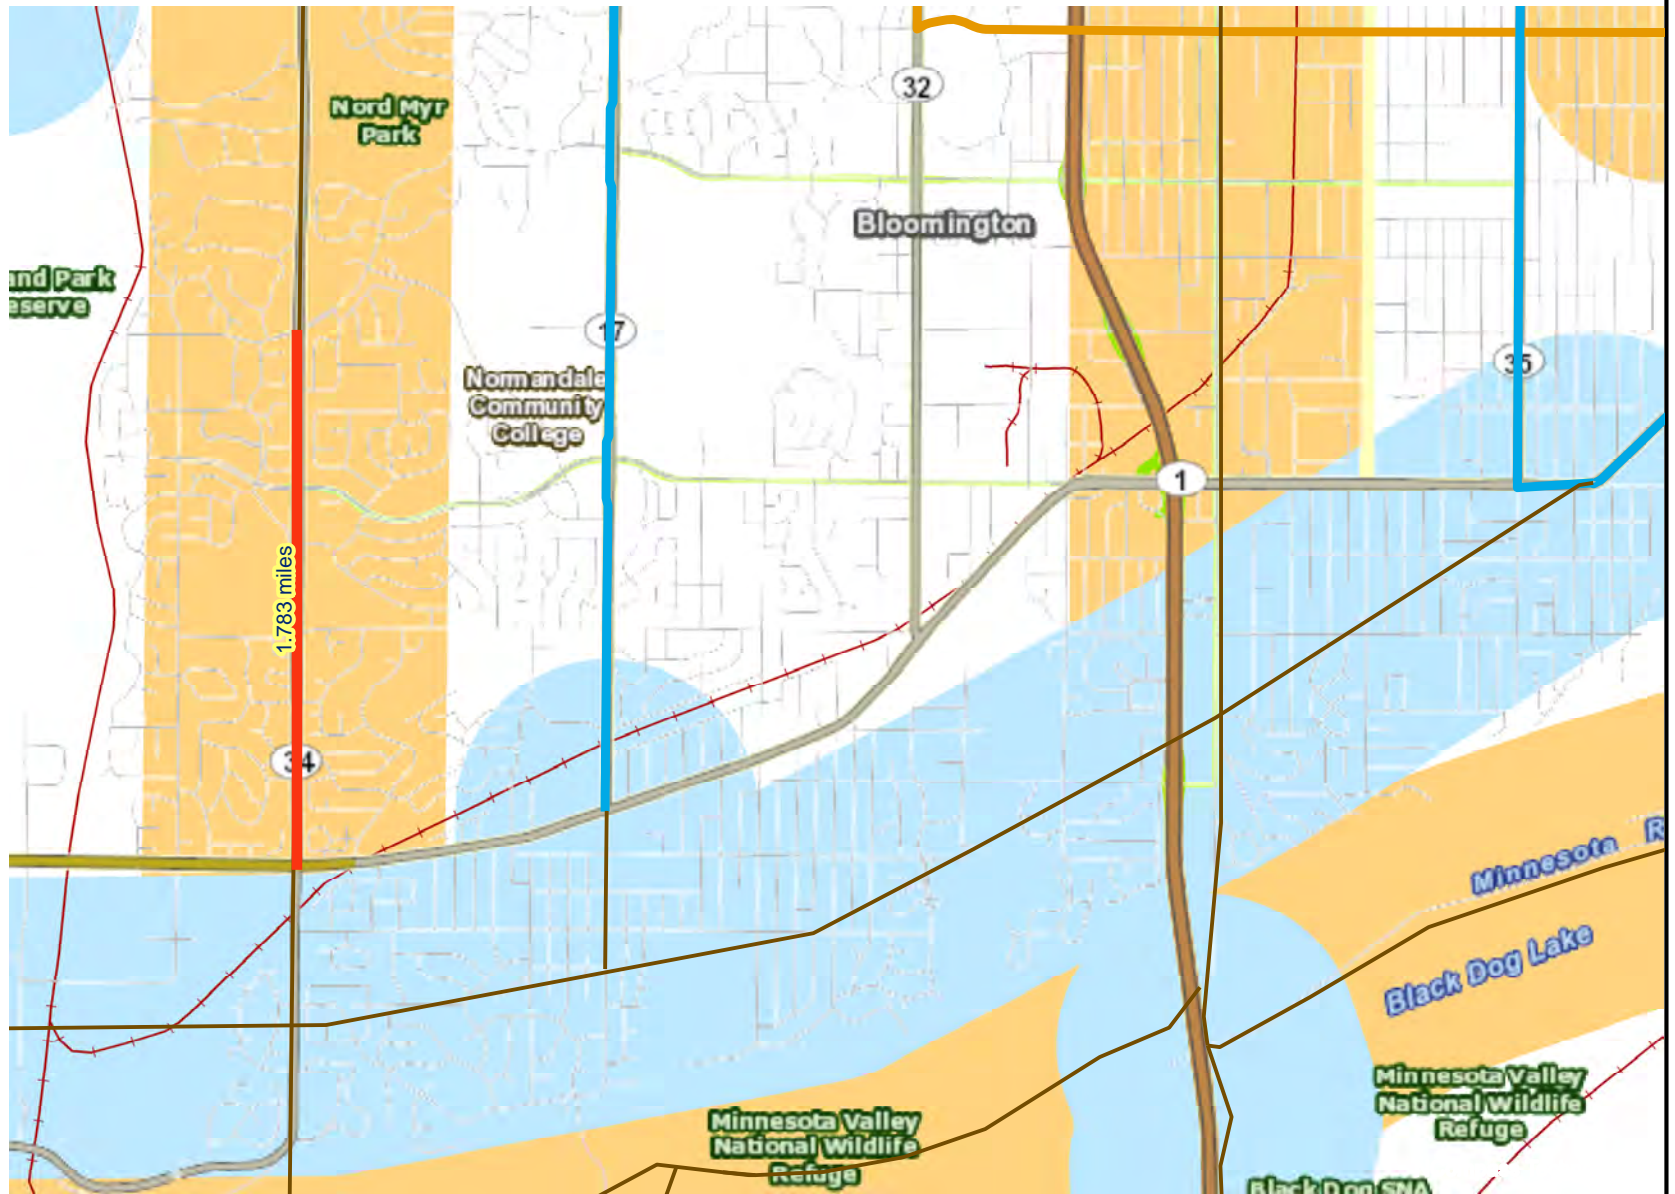 32
Nord Myr
Park
Bloomington
and Park
eserve
17
35
Normandale
Community
College
1
1.783 miles
34
Minnesota R
Black Dog Lake
Minnesota Valley
National Wildlife
Refuge
Minnesota Valley
National Wildlife
Refuge
Black Dog SNA